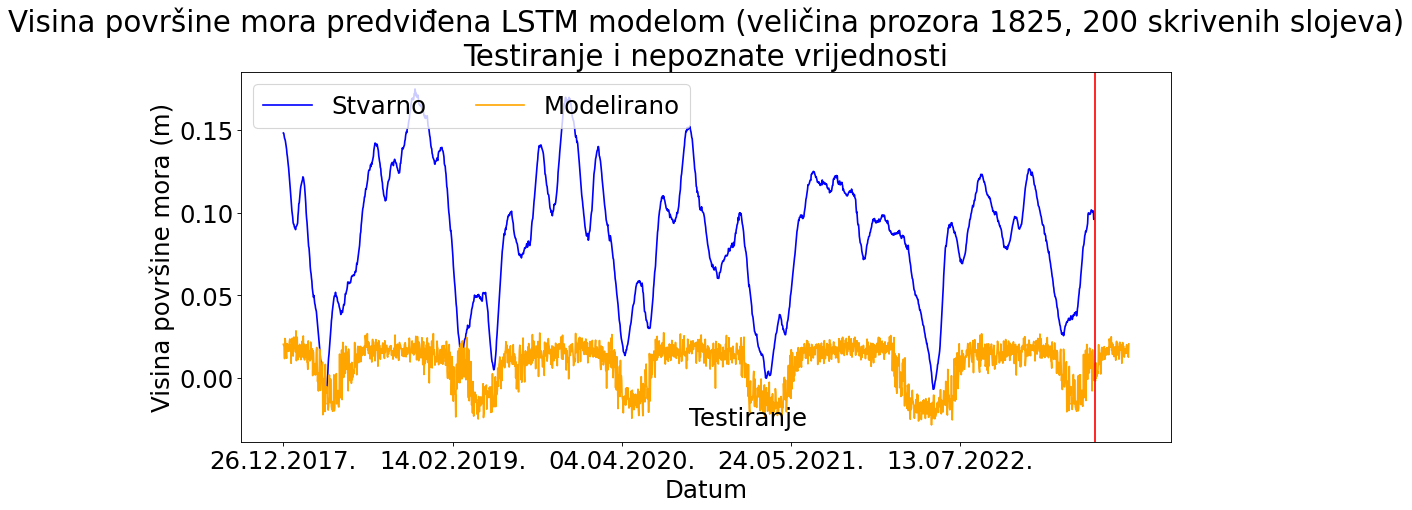 Visina površine mora predviđena LSTM modelom (veličina prozora 1825, 200 skrivenih slojeva)
Testiranje i nepoznate vrijednosti
Stvarno Modelirano
Visina površine mora (m)
0.15
0.10
0.05
0.00
Testiranje
26.12.2017. 14.02.2019. 04.04.2020. 24.05.2021. 13.07.2022.
Datum